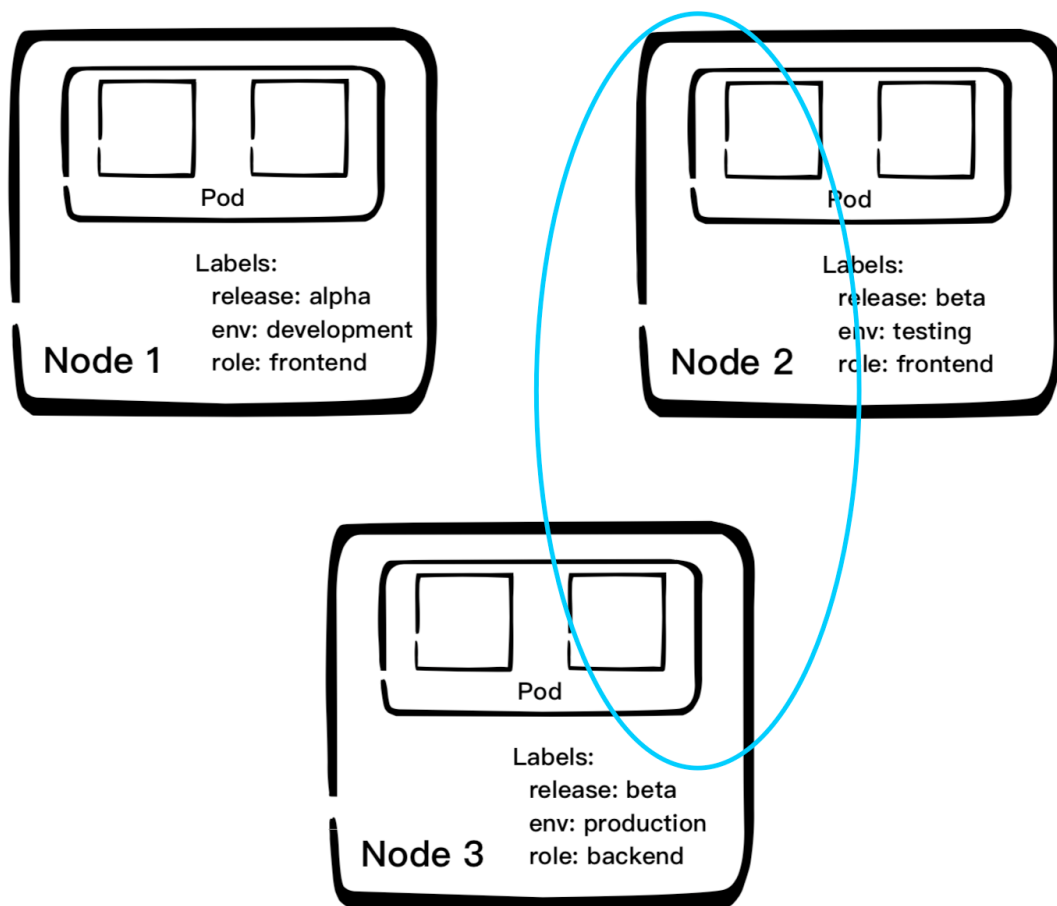 Pod
Labels:
release: alpha
env: development
role: frontend
Node 1
Pod
Labels:
release: beta
env: testing
role: frontend
Node 2
Pod
Labels:
release: beta
env: production
role: backend
Node 3